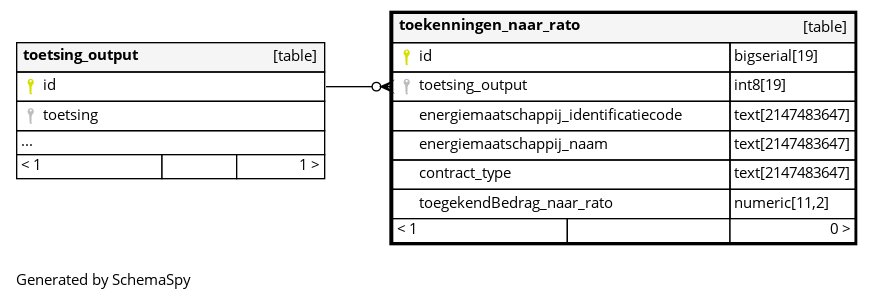 toetsing_output [table]
id
toetsing
...
< 1 1 >
toekenningen_naar_rato [table]
id bigserial[19]
toetsing_output int8[19]
energiemaatschappij_identificatiecode text[2147483647]
energiemaatschappij_naam text[2147483647]
contract_type text[2147483647]
toegekendBedrag_naar_rato numeric[11,2]
< 1 0 >
Generated by SchemaSpy